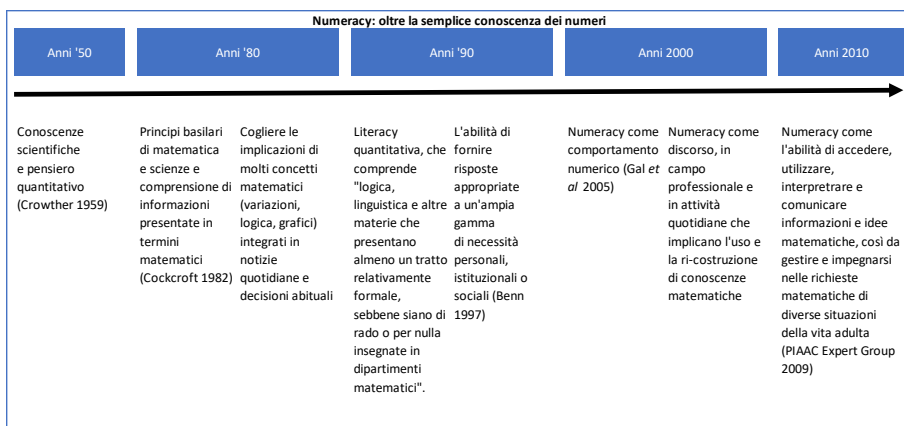 Numeracy: oltre la semplice conoscenza dei numeri
Anni '50
Anni '80
Anni '90
Anni 2000
Anni 2010
Conoscenze
scientifiche
e pensiero
quantitativo
(Crowther 1959)
Principi basilari
di matematica
e scienze e
comprensione di
informazioni
presentate in
termini
matematici
(Cockcroft 1982)
Cogliere le
implicazioni di
molti concetti
matematici
(variazioni,
logica, grafici)
integrati in
notizie
quotidiane e
decisioni abituali
Literacy
quantitativa, che
comprende
"logica,
linguistica e altre
materie che
presentano
almeno un tratto
relativamente
formale,
sebbene siano di
rado o per nulla
insegnate in
dipartimenti
matematici".
L'abilità di
fornire
risposte
appropriate
a un'ampia
gamma
di necessità
personali,
istituzionali o
sociali (Benn
1997)
Numeracy come
comportamento
numerico (Gal et
al 2005)
Numeracy come
discorso, in
campo
professionale e
in attività
quotidiane che
implicano l'uso e
la ri-costruzione
di conoscenze
matematiche
Numeracy come
l'abilità di accedere,
utilizzare,
interpretrare e
comunicare
informazioni e idee
matematiche, così da
gestire e impegnarsi
nelle richieste
matematiche di
diverse situazioni
della vita adulta
(PIAAC Expert Group
2009)